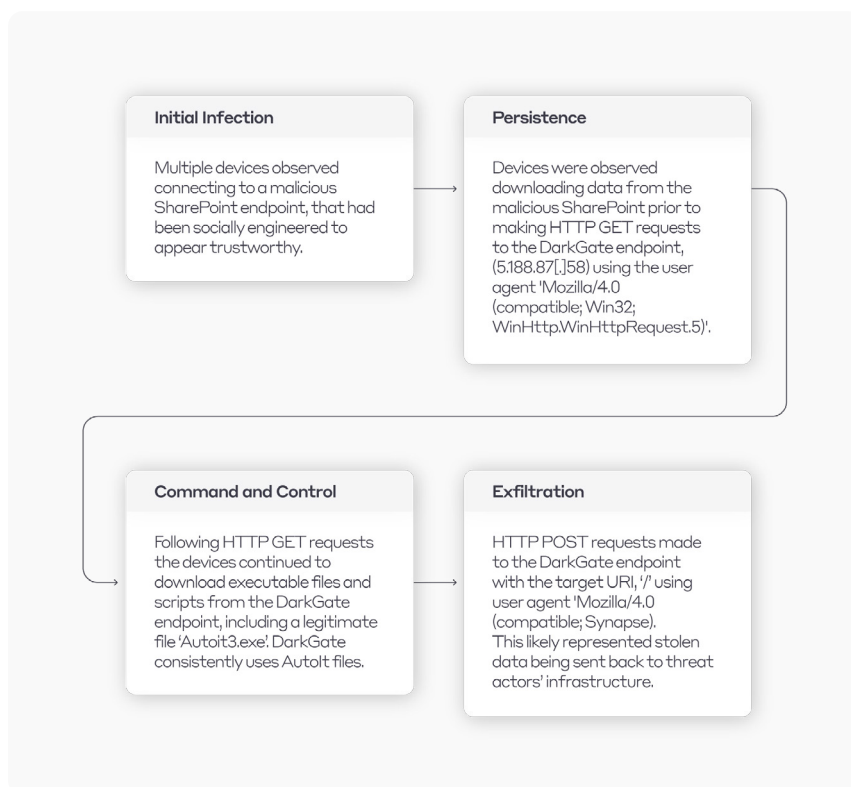 Initial Infection
Multiple devices observed
connecting to a malicious
SharePoint endpoint, that had
been socially engineered to
appear trustworthy.
Persistence
Devices were observed
downloading data from the
malicious SharePoint prior to
making HTTP GET requests
to the DarkGate endpoint,
(5.188.87[.]58) using the user
agent 'Mozilla/4.0
(compatible; Win32;
WinHttp.WinHttpRequest.5)'.
Command and Control
Following HTTP GET requests
the devices continued to
download executable files and
scripts from the DarkGate
endpoint, including a legitimate
file ‘Autoit3.exe’. DarkGate
consistently uses AutoIt files.
Exfiltration
HTTP POST requests made
to the DarkGate endpoint
with the target URI, ‘/’ using
user agent 'Mozilla/4.0
(compatible; Synapse).
This likely represented stolen
data being sent back to threat
actors’ infrastructure.